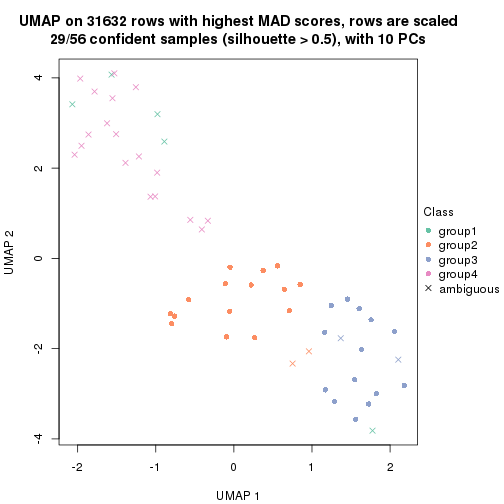 UMAP on 31632 rows with highest MAD scores, rows are scaled
29/56 confident samples (silhouette > 0.5), with 10 PCs
4
2
0
-2
-4
UMAP 2
-2
-1
0
1
2
UMAP 1
Class
group1
group2
group3
group4
ambiguous